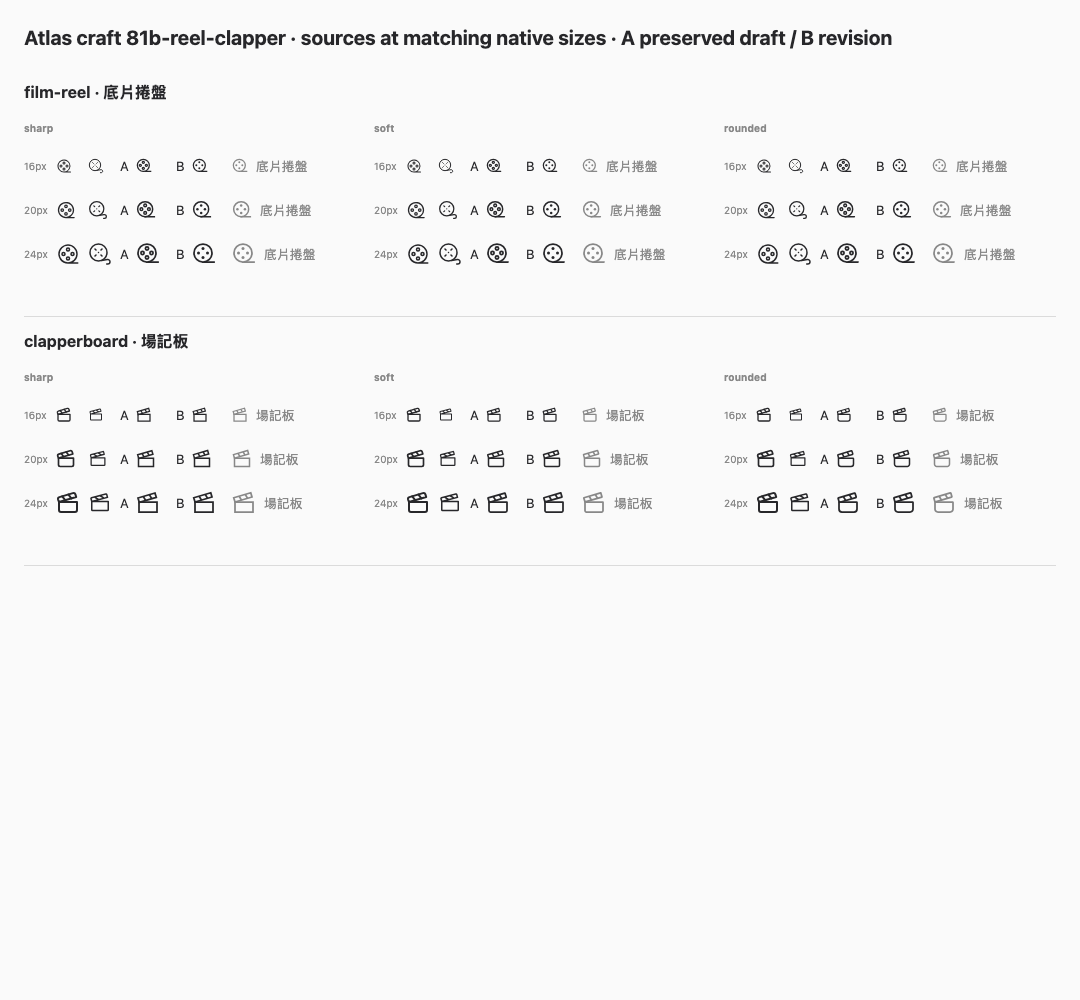 Atlas craft 81b-reel-clapper · sources at matching native sizes · A preserved draft / B revision
film-reel · 底片捲盤
sharp soft rounded
16px A B 底片捲盤 16px A B 底片捲盤 16px A B 底片捲盤
20px A B 底片捲盤 20px A B 底片捲盤 20px A B 底片捲盤
24px A B 底片捲盤 24px A B 底片捲盤 24px A B 底片捲盤
clapperboard · 場記板
sharp soft rounded
16px A B 場記板 16px A B 場記板 16px A B 場記板
20px A B 場記板 20px A B 場記板 20px A B 場記板
24px A B 場記板 24px A B 場記板 24px A B 場記板